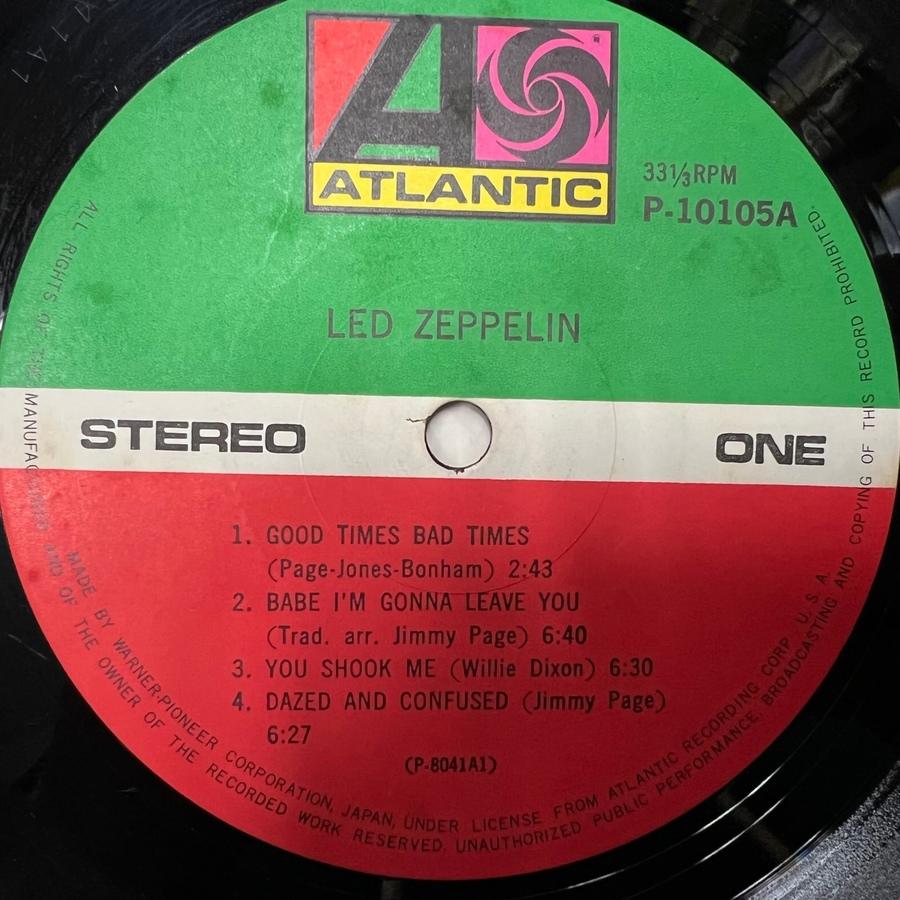 ATLANTIC
33⅓RPM
P-10105A
LED ZEPPELIN
STEREO
ONE
1. GOOD TIMES BAD TIMES
(Page-Jones-Bonham) 2:43
2. BABE I'M GONNA LEAVE YOU
(Trad. arr. Jimmy Page) 6:40
3. YOU SHOOK ME (Willie Dixon) 6:30
4. DAZED AND CONFUSED (Jimmy Page)
6:27
(P-8041A1)
MADE BY WARNER-PIONEER CORPORATION, JAPAN, UNDER LICENSE FROM ATLANTIC RECORDING CORP. U. S. A.
ALL RIGHTS OF THE MANUFACTURER AND OF THE OWNER OF THE RECORDED WORK RESERVED. UNAUTHORIZED PUBLIC PERFORMANCE, BROADCASTING AND COPYING OF THIS RECORD PROHIBITED.